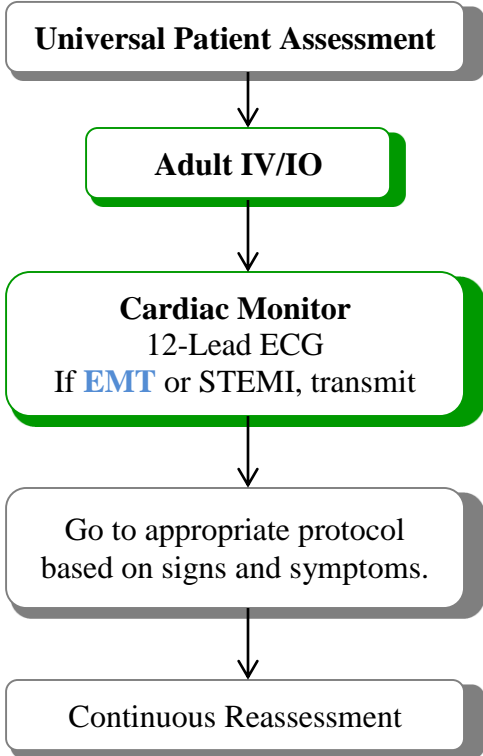 Universal Patient Assessment
Adult IV/IO
Cardiac Monitor
12-Lead ECG
If EMT or STEMI, transmit
Go to appropriate protocol
based on signs and symptoms.
Continuous Reassessment